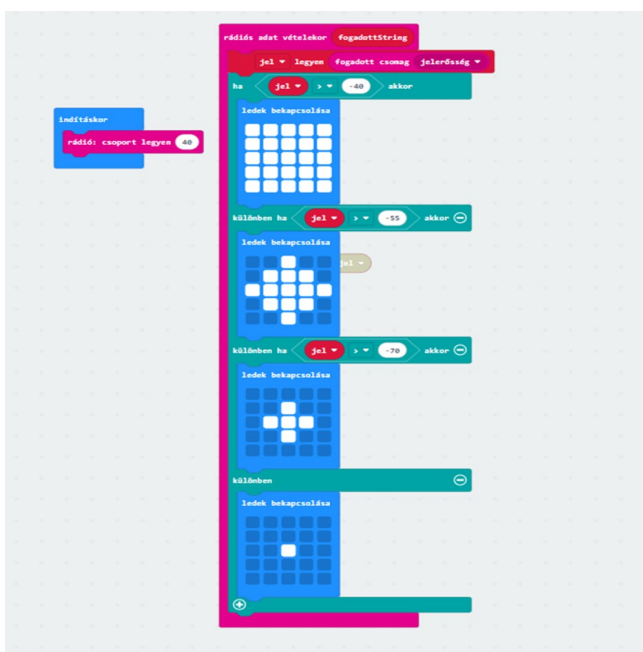 indításkor
rádió: csoport legyen 40
rádiós adat vételekor fogadottString
jel legyen fogadott csomag jelerősség
ha jel > -40 akkor
ledek bekapcsolása
különben ha jel > -55 akkor
ledek bekapcsolása
jel
különben ha jel > -70 akkor
ledek bekapcsolása
különben
ledek bekapcsolása